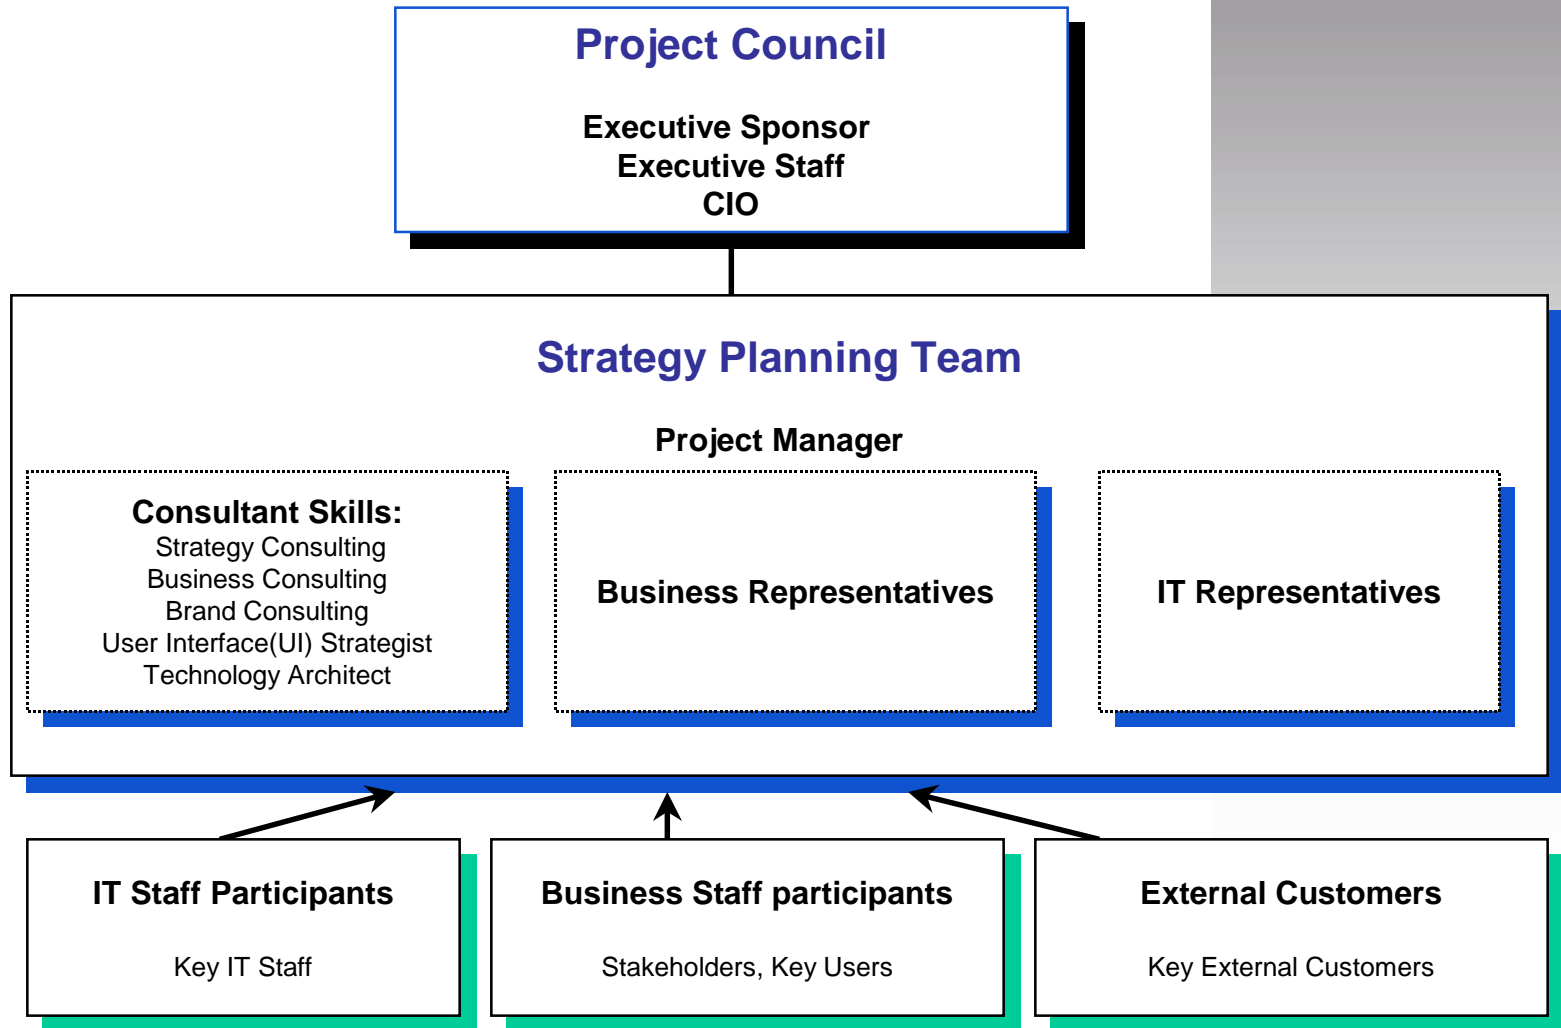 Project Council
Executive Sponsor
Executive Staff
CIO
Strategy Planning Team
Project Manager
Consultant Skills:
Strategy Consulting
Business Consulting
Brand Consulting
User Interface(UI) Strategist
Technology Architect
Business Representatives
IT Representatives
IT Staff Participants
Key IT Staff
Business Staff participants
Stakeholders, Key Users
External Customers
Key External Customers